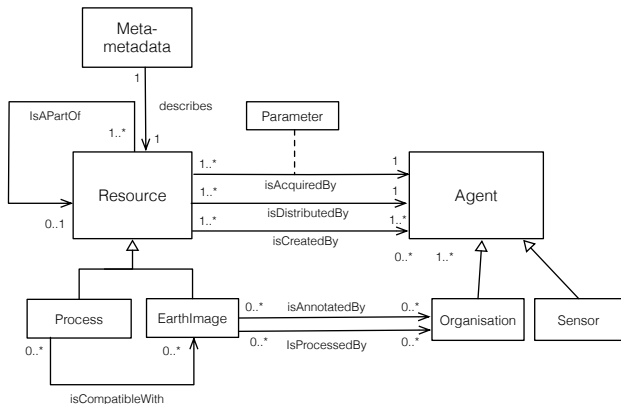 Meta-
metadata
1
describes
1
IsAPartOf
1..*
0..1
Resource
Parameter
1..*
1
isAcquiredBy
1..*
1
isDistributedBy
1..*
1..*
isCreatedBy
Agent
0..*
1..*
Process
EarthImage
0..*
isAnnotatedBy
0..*
0..*
IsProcessedBy
0..*
Organisation
Sensor
0..*
0..*
isCompatibleWith